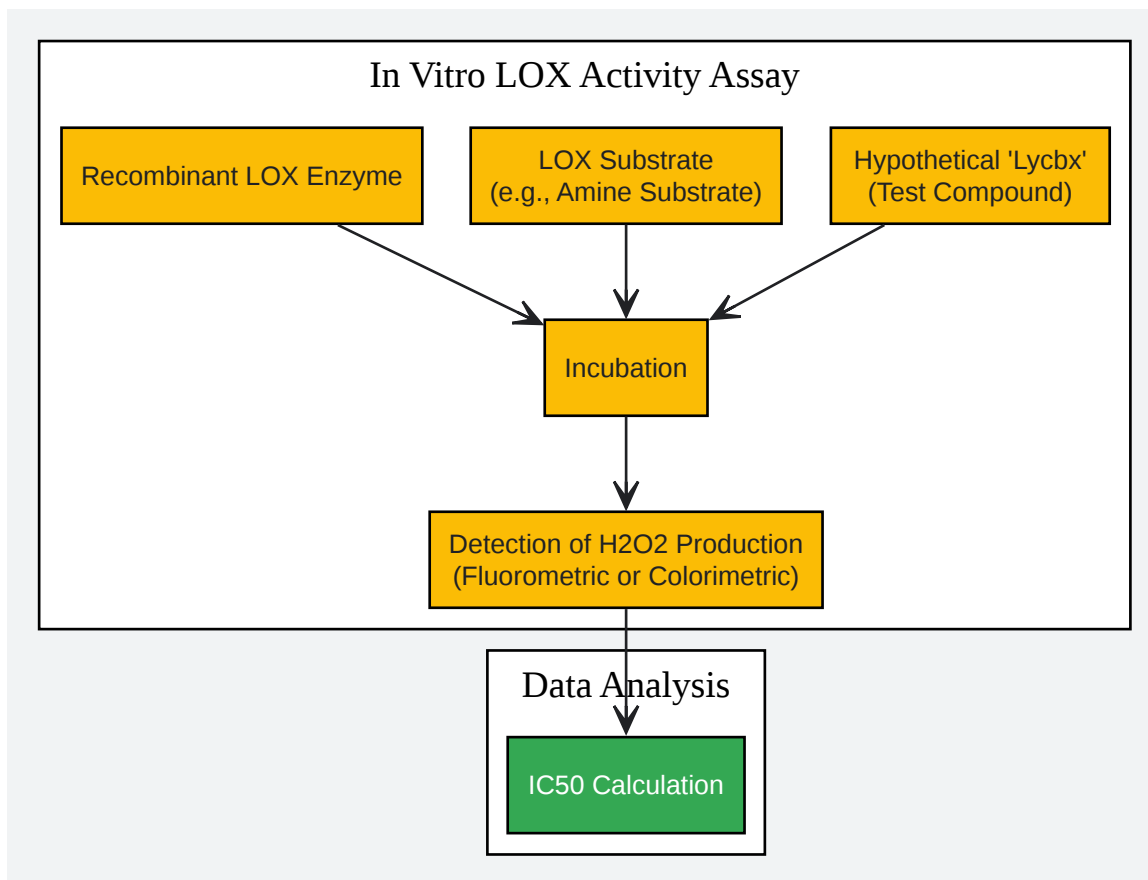 In Vitro LOX Activity Assay
Recombinant LOX Enzyme
LOX Substrate
(e.g., Amine Substrate)
Hypothetical 'Lycbx'
(Test Compound)
Incubation
Detection of H2O2 Production
(Fluorometric or Colorimetric)
Data Analysis
IC50 Calculation